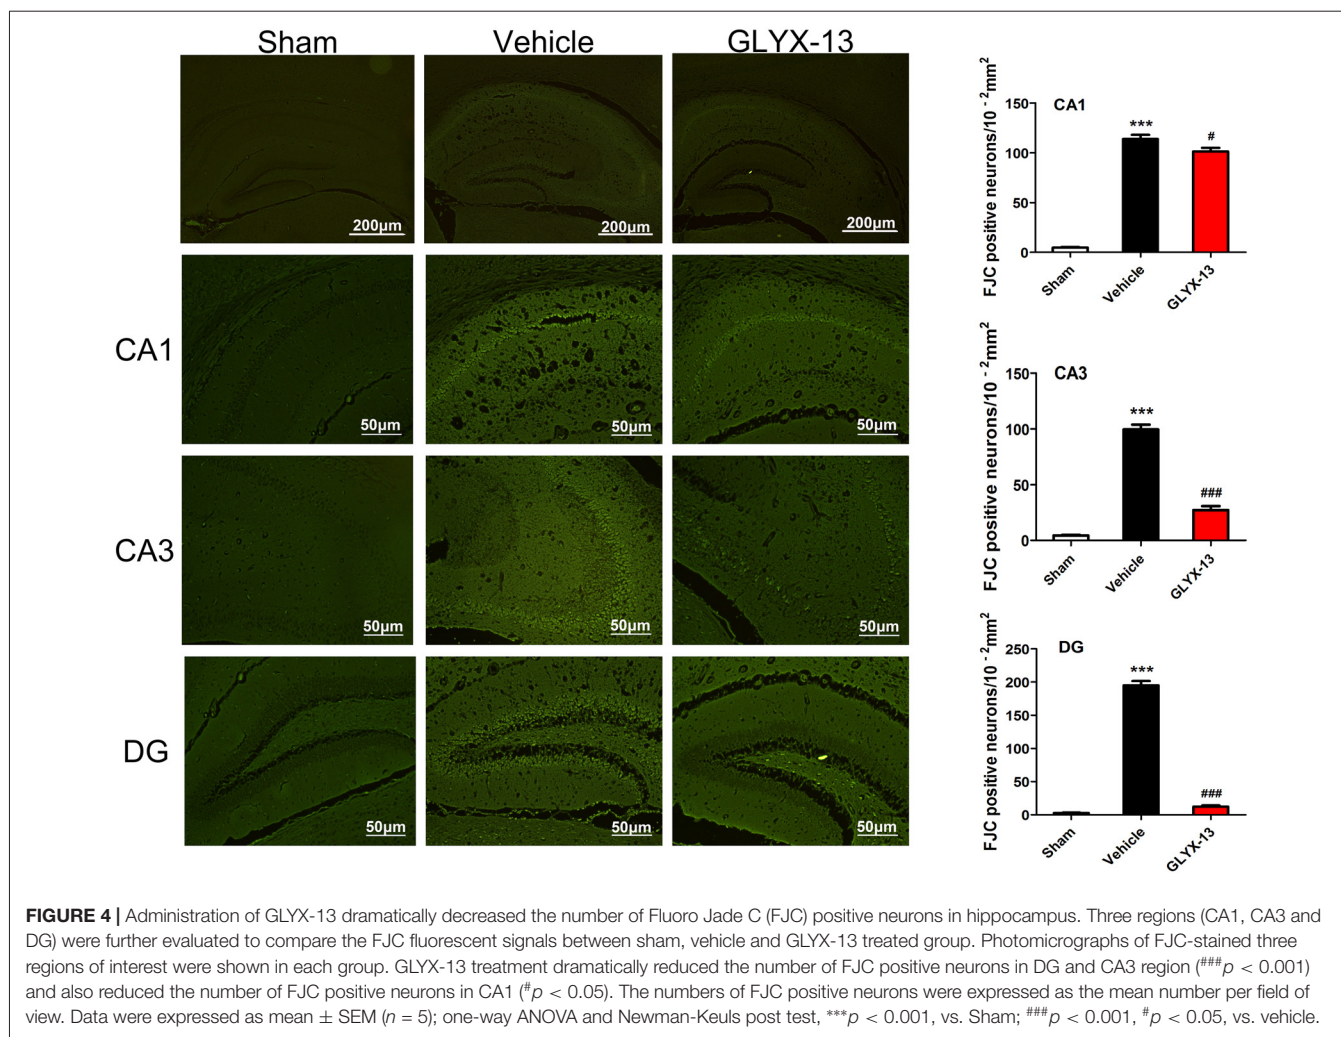 Sham Vehicle GLYX-13
200µm 200µm 200µm
CA1
50µm 50µm 50µm
CA3
50µm 50µm 50µm
DG
50µm 50µm 50µm
FJC positive neurons/10⁻²mm²
CA1
150
100
50
0
***
#
Sham Vehicle GLYX-13
FJC positive neurons/10⁻²mm²
CA3
150
100
50
0
***
###
Sham Vehicle GLYX-13
FJC positive neurons/10⁻²mm²
DG
250
200
150
100
50
0
***
###
Sham Vehicle GLYX-13
FIGURE 4 | Administration of GLYX-13 dramatically decreased the number of Fluoro Jade C (FJC) positive neurons in hippocampus. Three regions (CA1, CA3 and
DG) were further evaluated to compare the FJC fluorescent signals between sham, vehicle and GLYX-13 treated group. Photomicrographs of FJC-stained three
regions of interest were shown in each group. GLYX-13 treatment dramatically reduced the number of FJC positive neurons in DG and CA3 region (###p < 0.001)
and also reduced the number of FJC positive neurons in CA1 (#p < 0.05). The numbers of FJC positive neurons were expressed as the mean number per field of
view. Data were expressed as mean ± SEM (n = 5); one-way ANOVA and Newman-Keuls post test, ***p < 0.001, vs. Sham; ###p < 0.001, #p < 0.05, vs. vehicle.